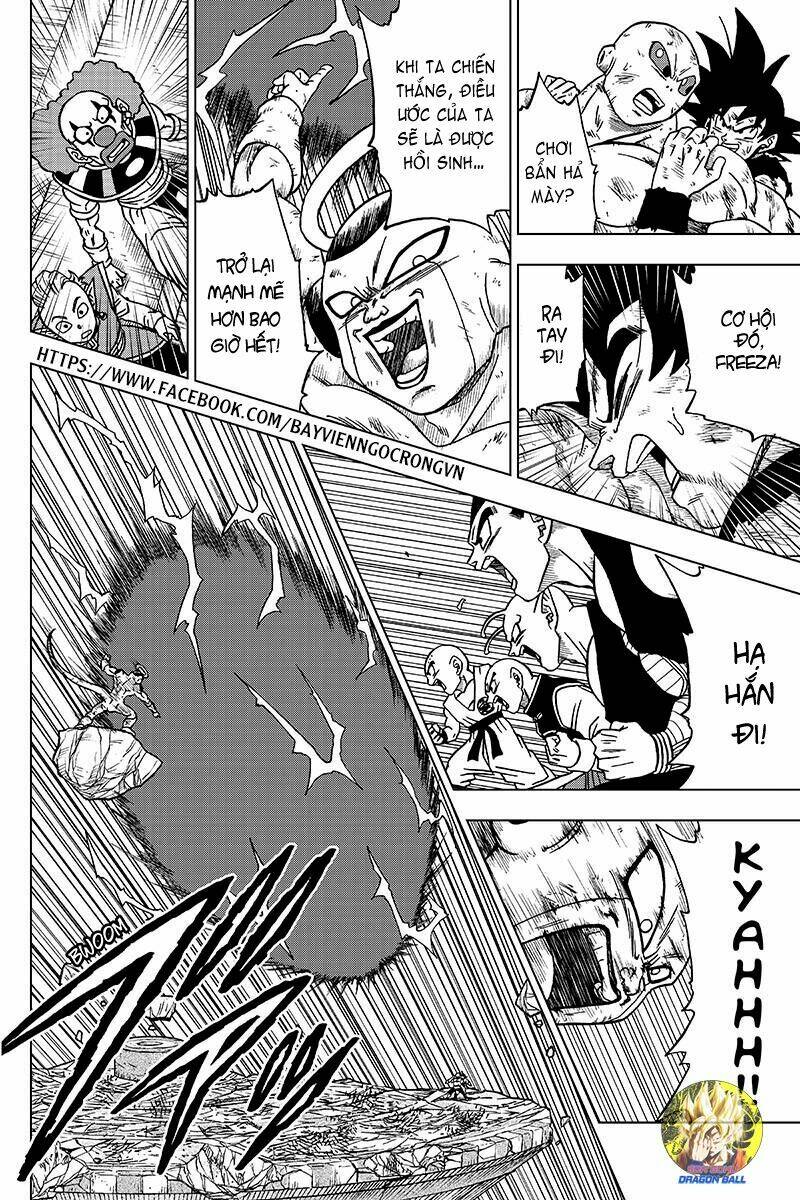 CHƠI
BẨN HẢ
MÀY?
CƠ HỘI
ĐÓ,
FREEZA!
RA
TAY
ĐI!
KHI TA CHIẾN
THẮNG, ĐIỀU
ƯỚC CỦA TA
SẼ LÀ ĐƯỢC
HỒI SINH...
TRỞ LẠI
MẠNH MẼ
HƠN BAO
GIỜ HẾT!
HTTPS://WWW.FACEBOOK.COM/BAYVIENNGOCRONGVN
HẠ
HẮN
ĐI!
KYAHHH!!
BWOOM
DRAGON BALL